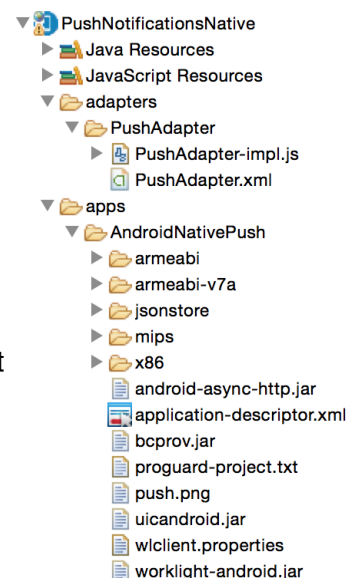 PushNotificationsNative
Java Resources
JavaScript Resources
adapters
PushAdapter
PushAdapter-impl.js
PushAdapter.xml
apps
AndroidNativePush
armeabi
armeabi-v7a
jsonstore
mips
t
x86
android-async-http.jar
application-descriptor.xml
bcprov.jar
proguard-project.txt
push.png
uicandroid.jar
wlclient.properties
worklight-android.jar